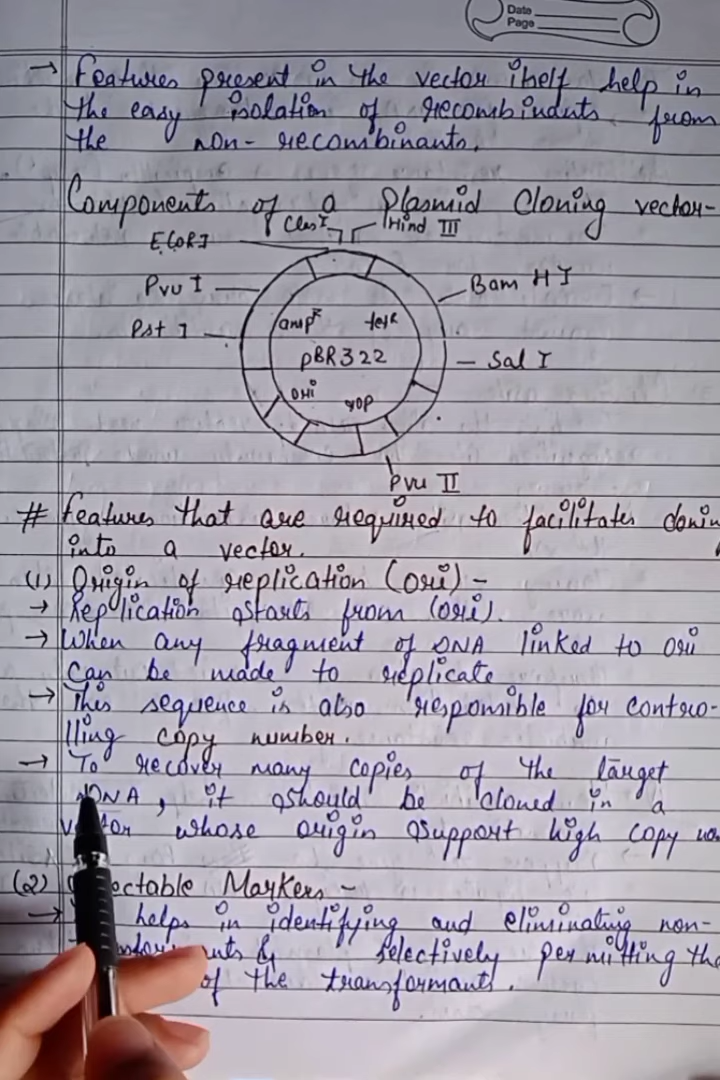 Date
Page
→ Features present in the vector itself help in
the easy isolation of recombinants from
the non-recombinants.
Components of a Plasmid Cloning vector-
ClaI Hind III
ECORI
Pvu I
Bam H I
Pst I
ampR tetR
pBR322
Sal I
ori
rop
Pvu II
# Features that are required to facilitates clonin
into a vector.
(1) Origin of replication (ori) -
→ Replication starts from (ori).
→ When any fragment of DNA linked to ori
can be made to replicate
→ This sequence is also responsible for contro-
lling copy number.
→ To recover many copies of the target
DNA, it should be cloned in a
whose origin support high copy
(2) Markers -
→ helps in identifying and eliminating non-
& selectively permitting the
of the transformants.